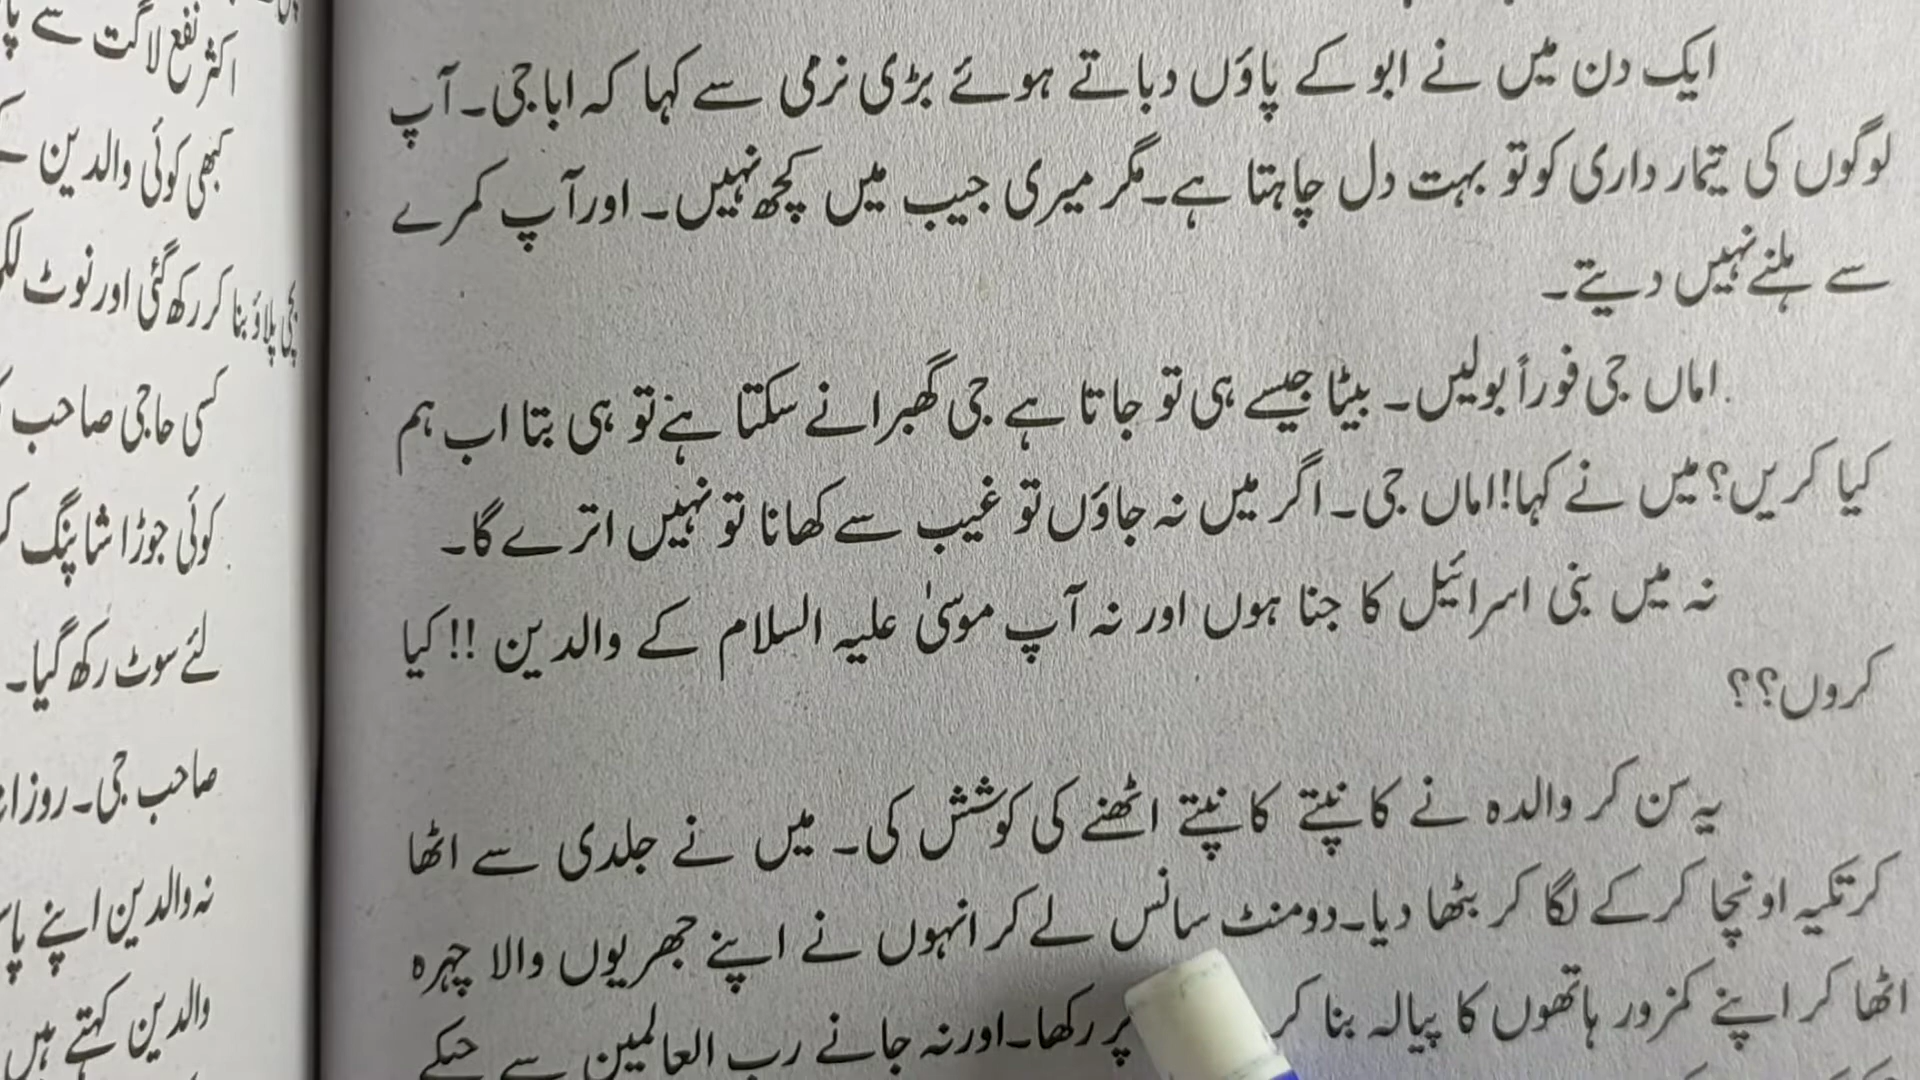 ایک دن میں نے ابو کے پاؤں دباتے ہوئے بڑی نرمی سے کہا کہ اباجی۔ آپ
لوگوں کی تیمار داری کو تو بہت دل چاہتا ہے۔ مگر میری جیب میں کچھ نہیں۔ اور آپ کمرے
سے ہلنے نہیں دیتے۔
اماں جی فوراً بولیں۔ بیٹا جیسے ہی تو جاتا ہے جی گھبرانے سکتا ہے تو ہی بتا اب ہم
کیا کریں؟ میں نے کہا! اماں جی۔ اگر میں نہ جاؤں تو غیب سے کھانا تو نہیں اترے گا۔
نہ میں بنی اسرائیل کا جنا ہوں اور نہ آپ موسیٰ علیہ السلام کے والدین !! کیا
کروں؟؟
یہ سن کر والدہ نے کانپتے کانپتے اٹھنے کی کوشش کی۔ میں نے جلدی سے اٹھا
کر تکیہ اونچا کر کے لگا کر بٹھا دیا۔ دو منٹ سانس لے کر انہوں نے اپنے جھریوں والا چہرہ
اٹھا کر اپنے کمزور ہاتھوں کا پیالہ بنا کر پر رکھا۔ اور نہ جانے رب العالمین سے
اکثر نفع لاگت سے
کبھی کوئی والدین
پلاؤ بنا کر رکھ گئی اور نوٹ
کسی حاجی صاحب
کوئی جوڑا شاپنگ
لئے سوٹ رکھ گیا۔
صاحب جی۔
نہ والدین اپنے
والدین کہتے ہیں